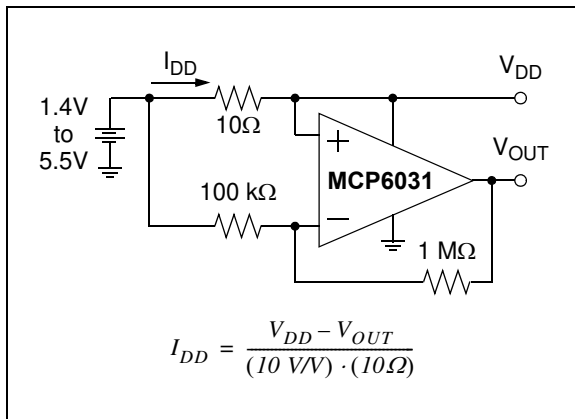 I_DD
V_DD
1.4V
to
5.5V
10Ω
V_OUT
+
MCP6031
100 kΩ
–
1 MΩ
I_DD = (V_DD – V_OUT) / ((10 V/V) · (10Ω))